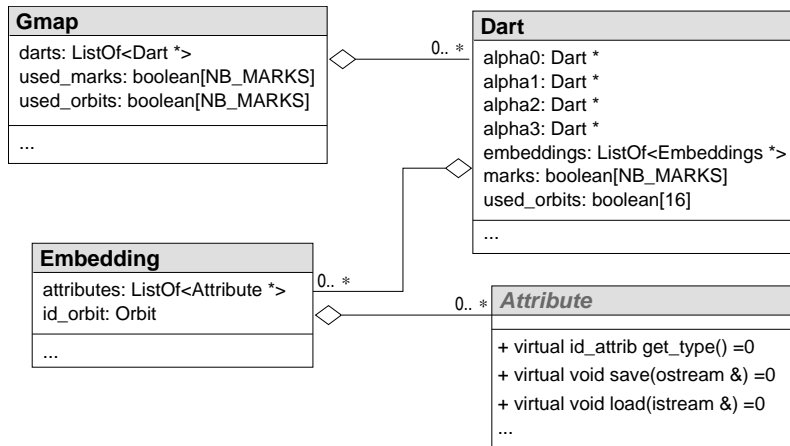 Gmap
darts: ListOf<Dart *>
used_marks: boolean[NB_MARKS]
used_orbits: boolean[NB_MARKS]
...
0.. *
Dart
alpha0: Dart *
alpha1: Dart *
alpha2: Dart *
alpha3: Dart *
embeddings: ListOf<Embeddings *>
marks: boolean[NB_MARKS]
used_orbits: boolean[16]
...
Embedding
attributes: ListOf<Attribute *>
id_orbit: Orbit
...
0.. *
0.. *
Attribute
+ virtual id_attrib get_type() =0
+ virtual void save(ostream &) =0
+ virtual void load(istream &) =0
...